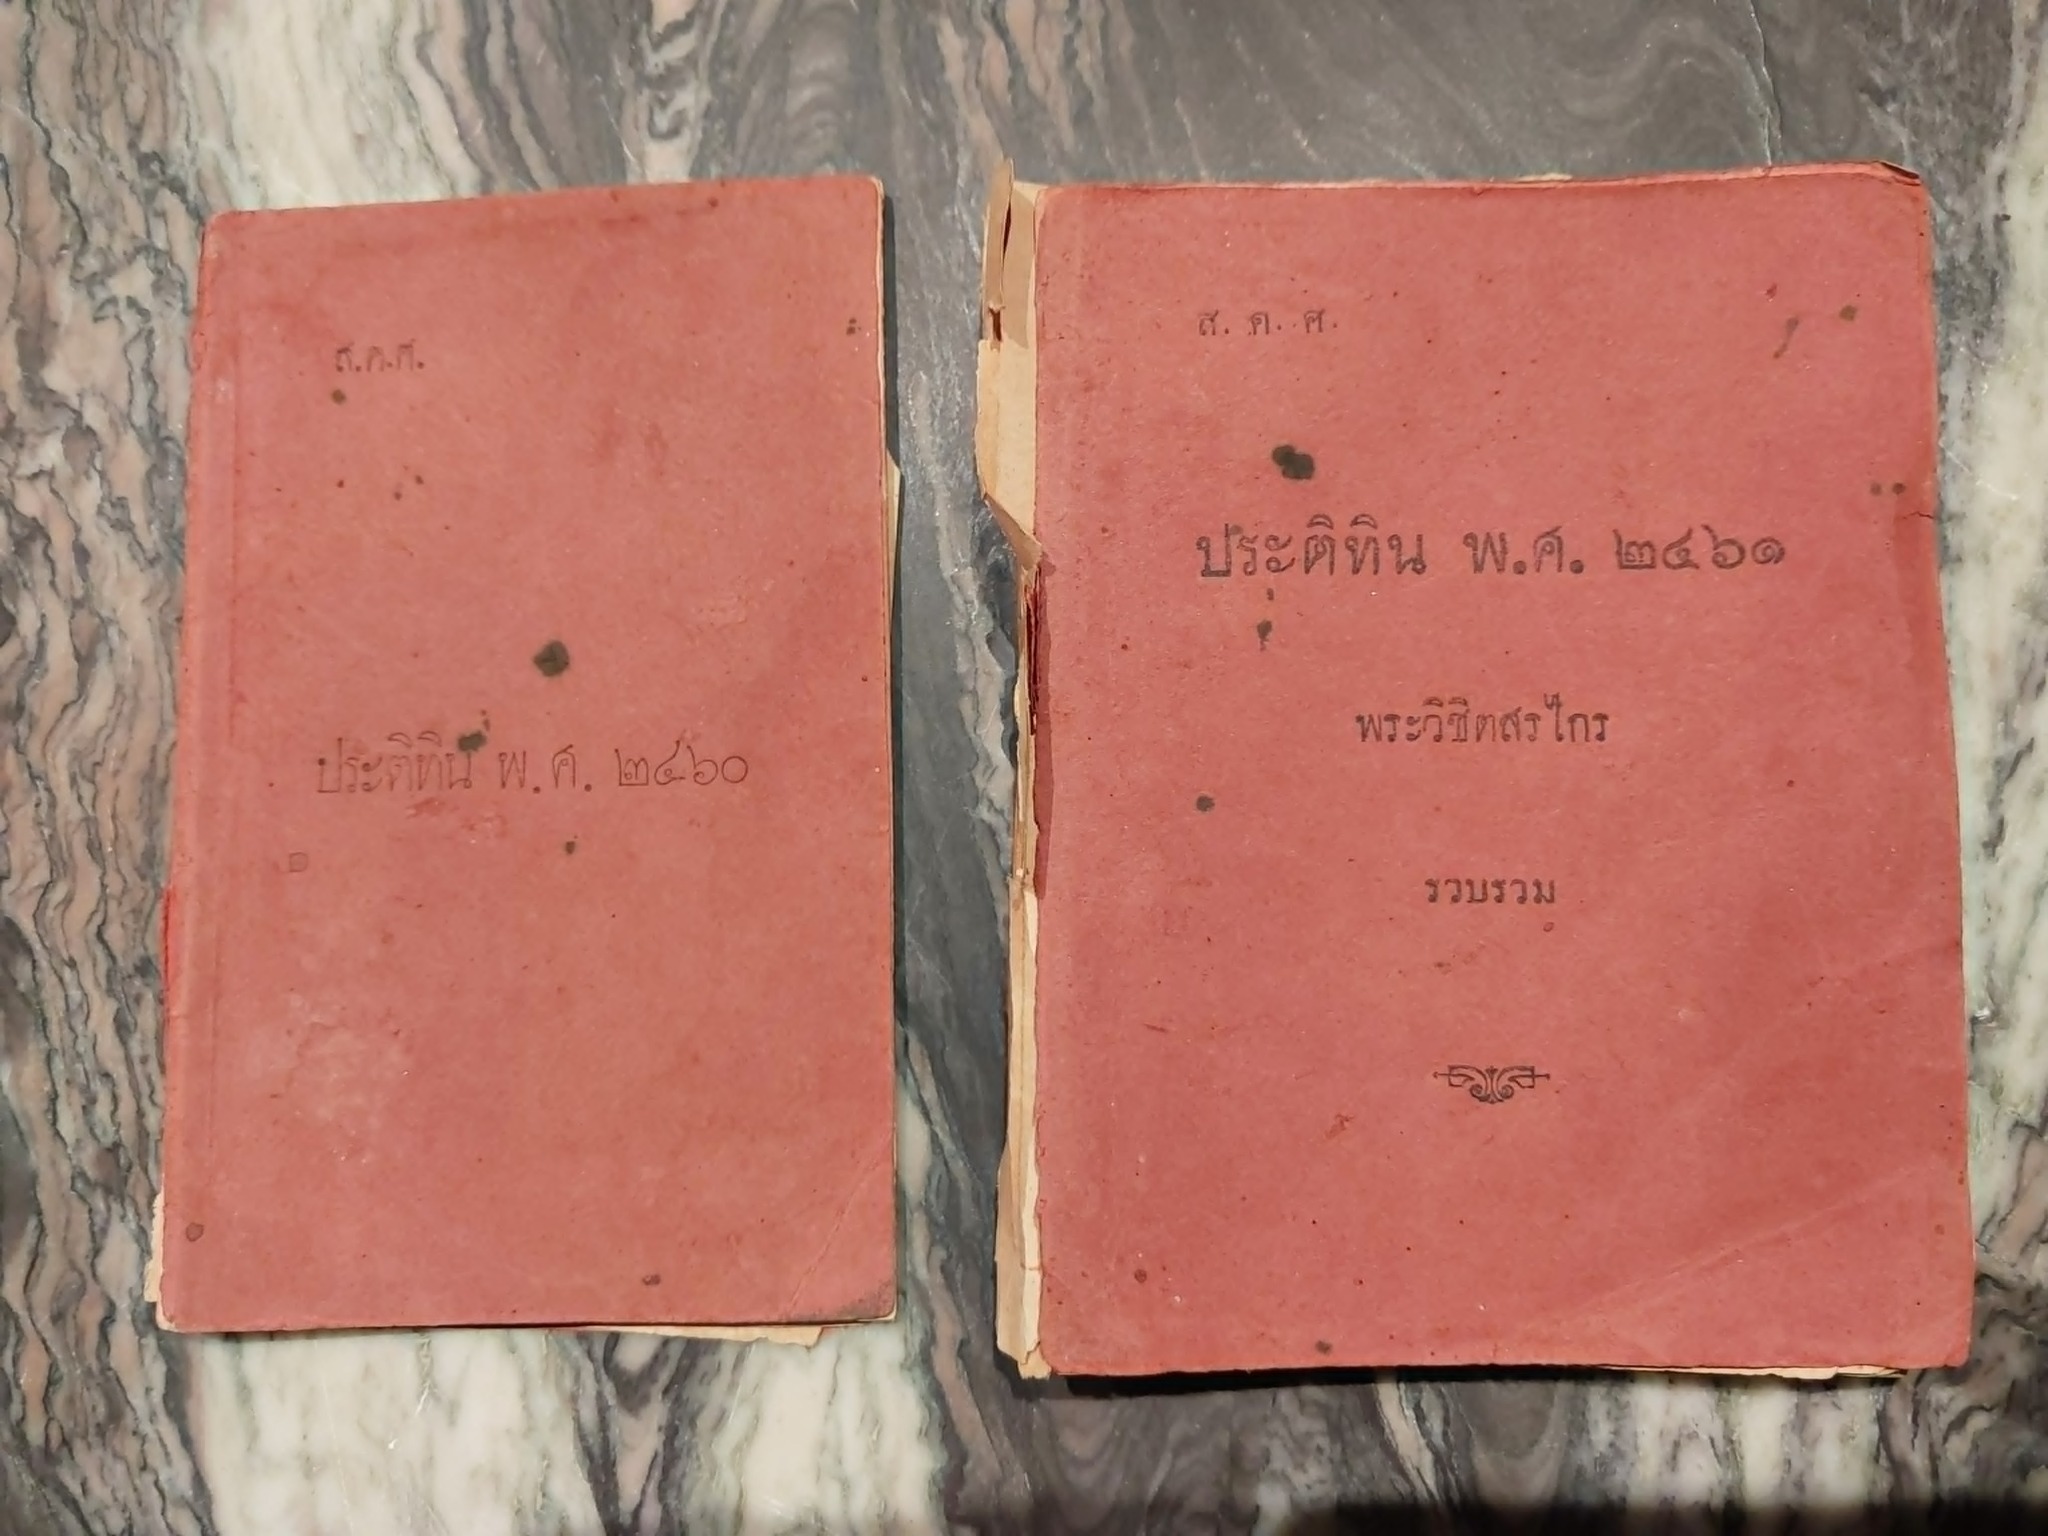 ส.ค.ศ.
ประติทิน พ.ศ. ๒๔๖๐
ส. ค. ศ.
ประติทิน พ.ศ. ๒๔๖๑
พระวิชิตสรไกร
รวบรวม